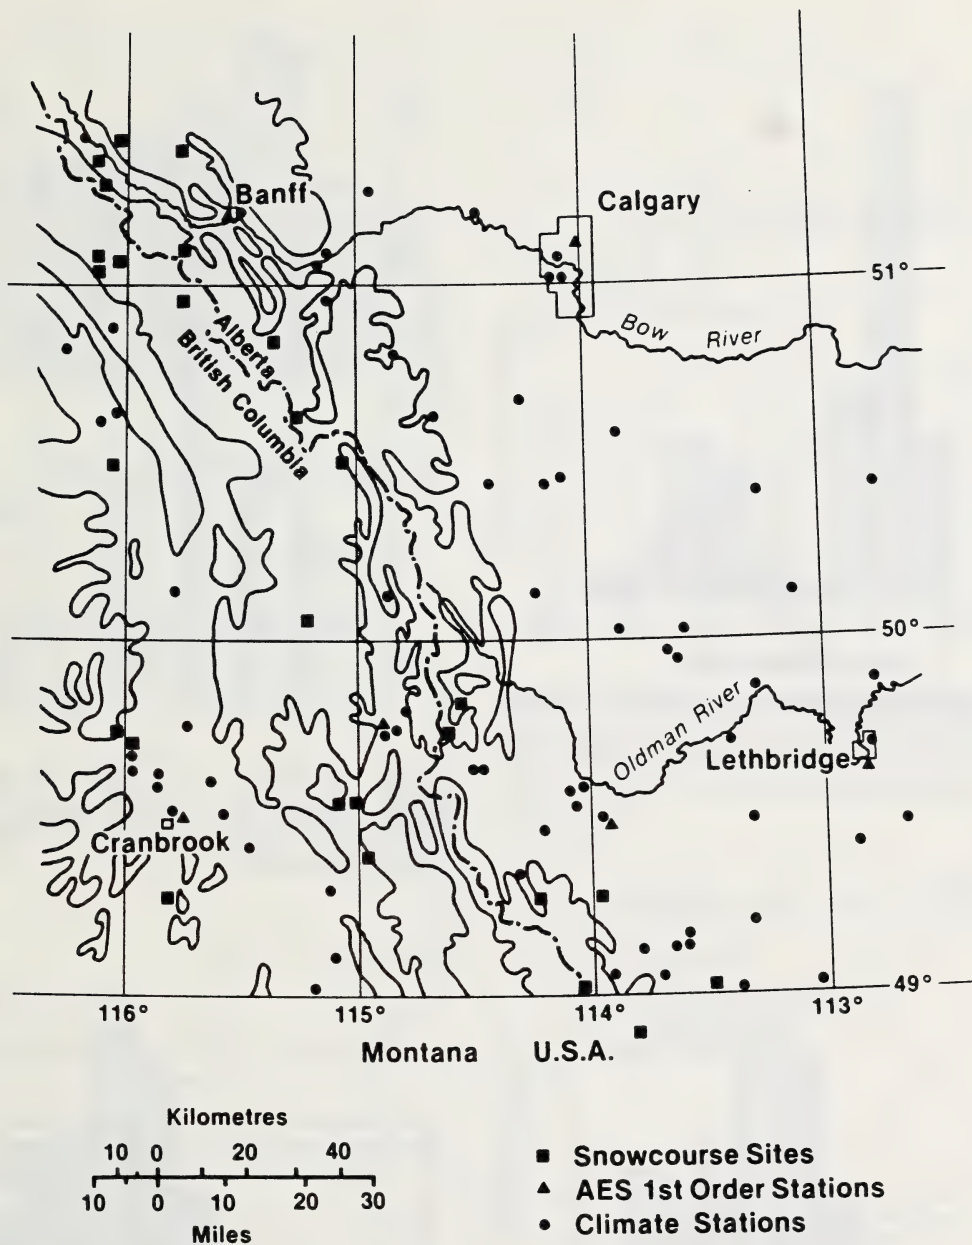 Banff
Calgary
51°
Bow River
Alberta
British Columbia
50°
Oldman River
Lethbridge
Cranbrook
49°
116°
115°
114°
113°
Montana U.S.A.
Kilometres
10 0 20 40
10 0 10 20 30
Miles
Snowcourse Sites
AES 1st Order Stations
Climate Stations